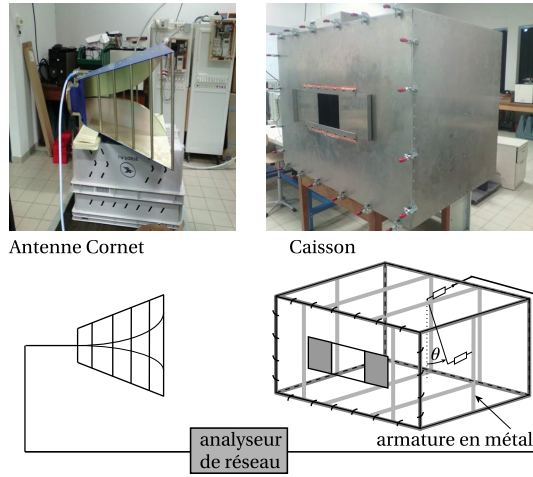 Antenne Cornet
Caisson
θ
armature en métal
analyseur
de réseau